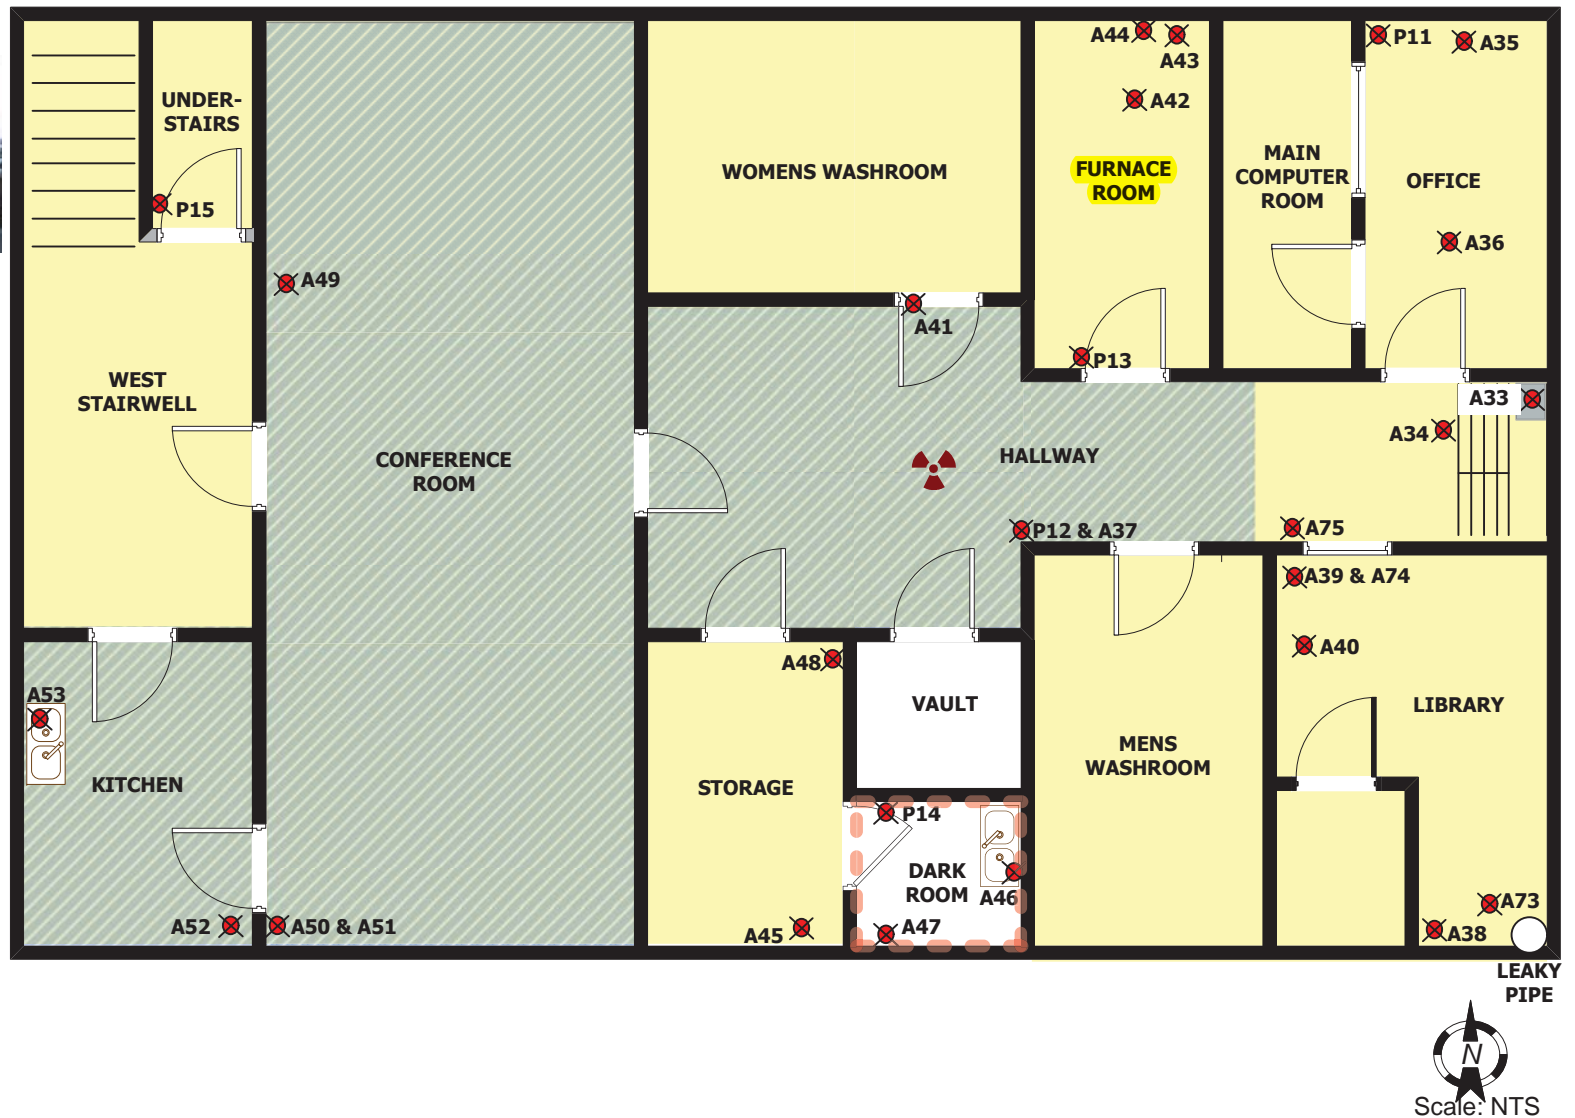 A44
A43
P11
A35
UNDER-
STAIRS
A42
WOMENS WASHROOM
FURNACE
ROOM
MAIN
COMPUTER
ROOM
OFFICE
P15
A36
A49
A41
P13
WEST
STAIRWELL
A33
A34
CONFERENCE
ROOM
HALLWAY
P12 & A37
A75
A39 & A74
A40
A48
A53
VAULT
LIBRARY
MENS
WASHROOM
KITCHEN
STORAGE
P14
DARK
ROOM
A46
A52
A50 & A51
A45
A47
A73
A38
LEAKY
PIPE
N
Scale: NTS